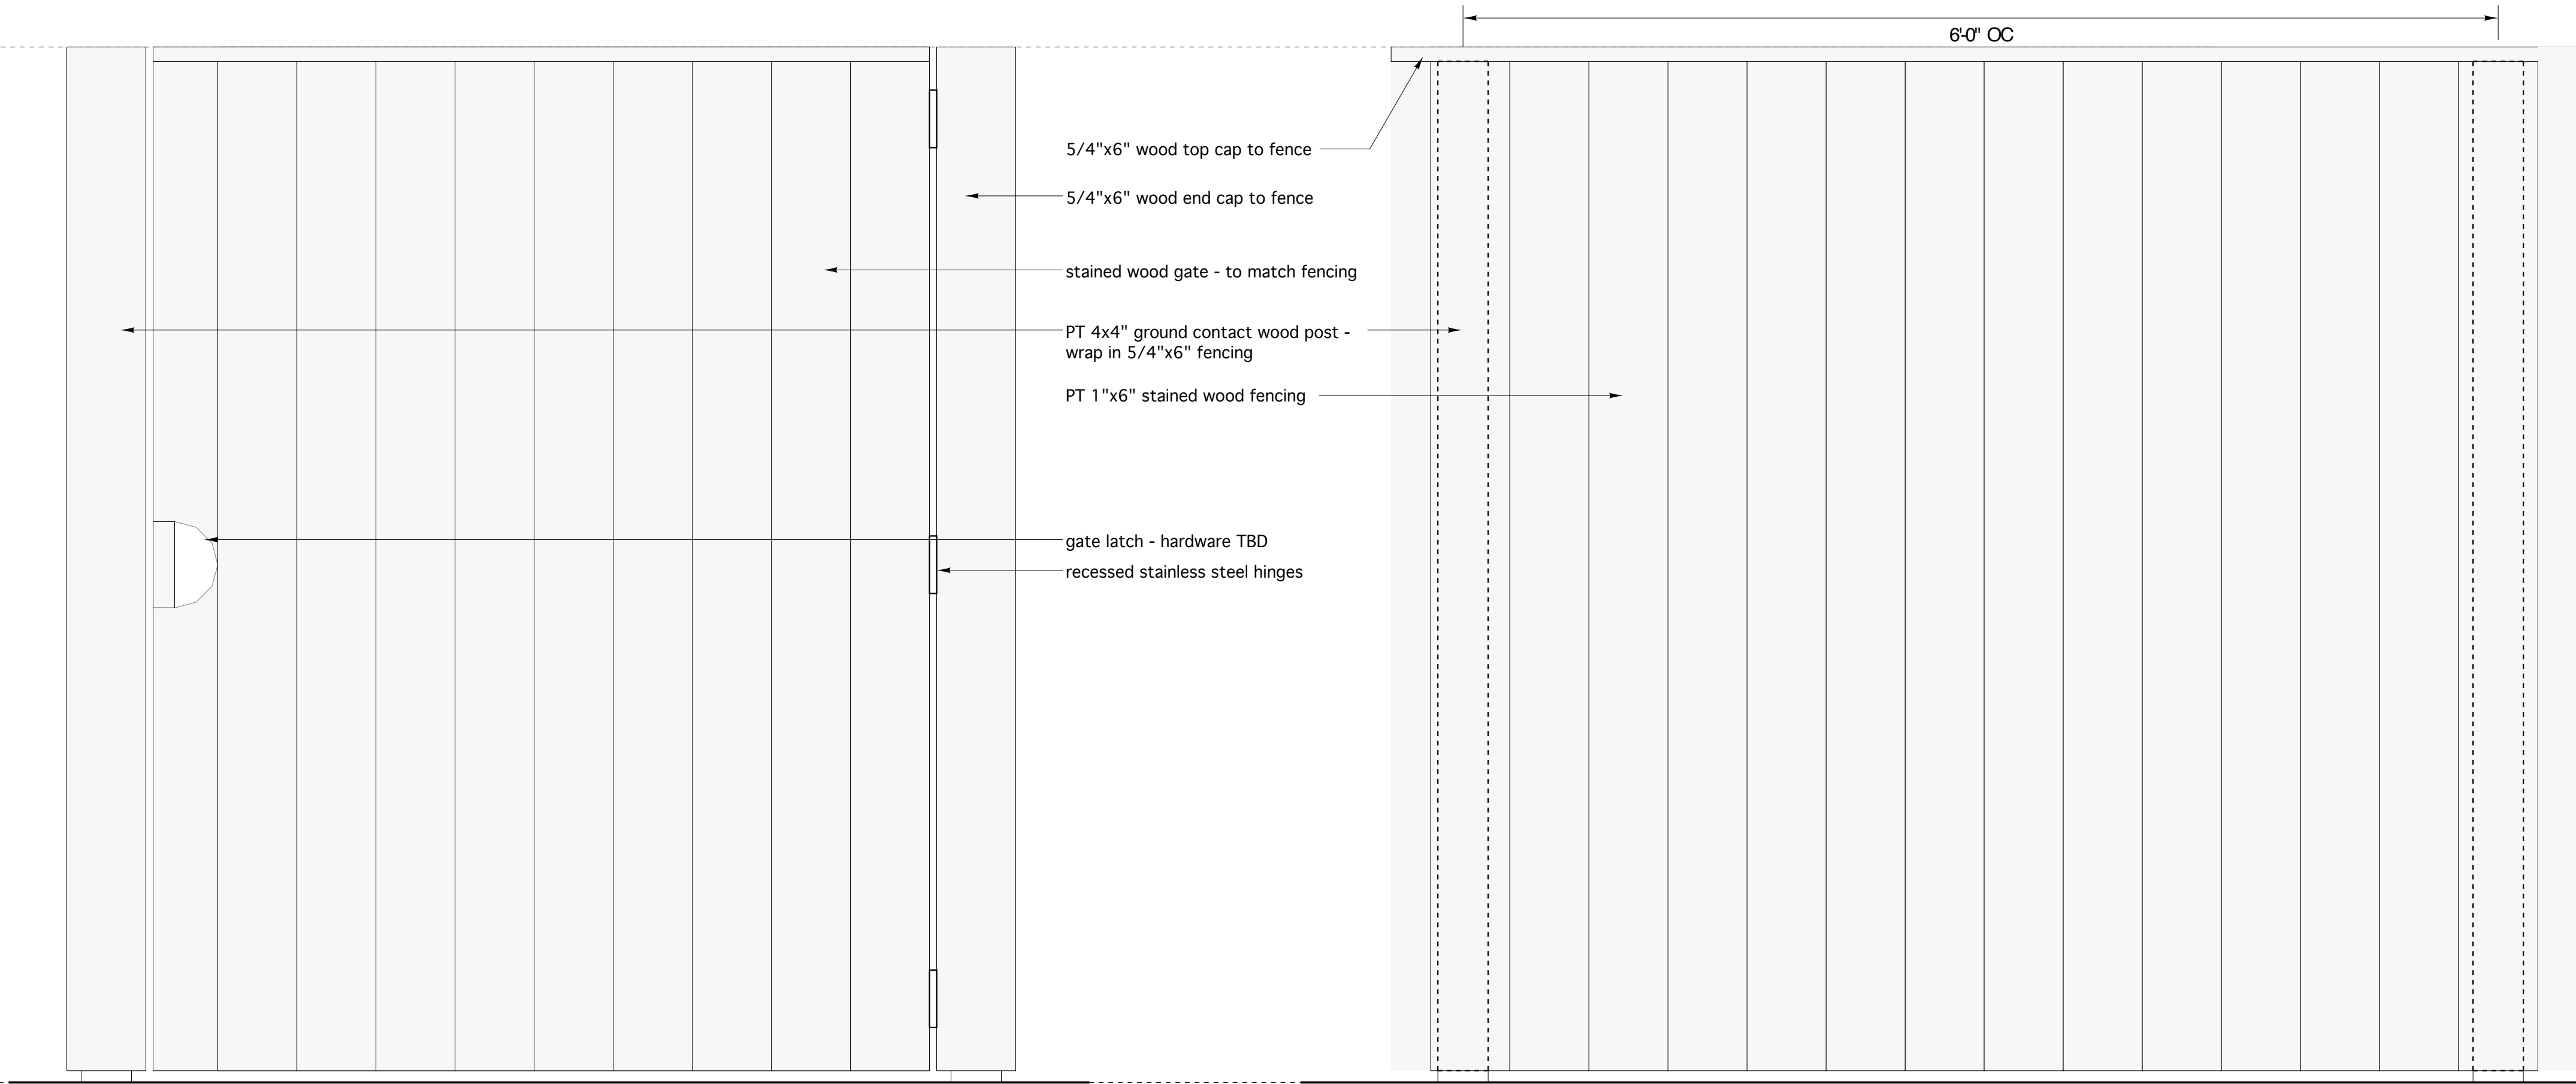 6'-0" OC
5/4"x6" wood top cap to fence
5/4"x6" wood end cap to fence
stained wood gate - to match fencing
PT 4x4" ground contact wood post -
wrap in 5/4"x6" fencing
PT 1"x6" stained wood fencing
gate latch - hardware TBD
recessed stainless steel hinges